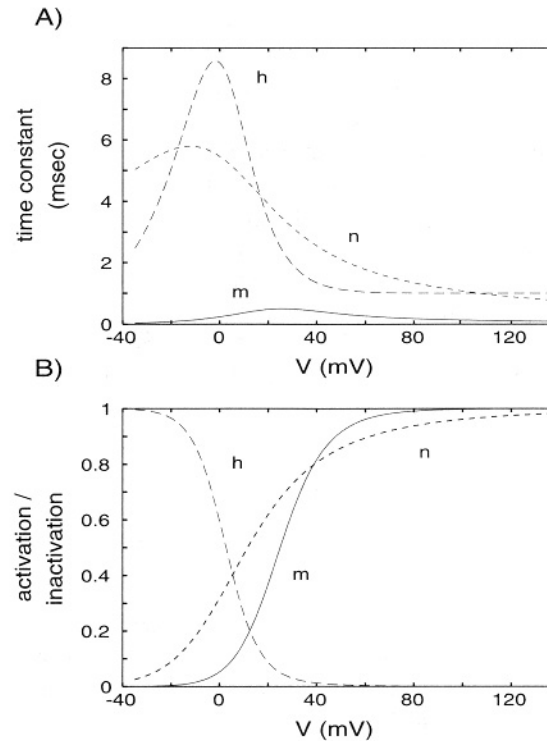 A)
time constant
(msec)
8
6
4
2
0
h
n
m
-40
0
40
80
120
V (mV)
B)
activation /
inactivation
1
0.8
0.6
0.4
0.2
0
h
n
m
-40
0
40
80
120
V (mV)